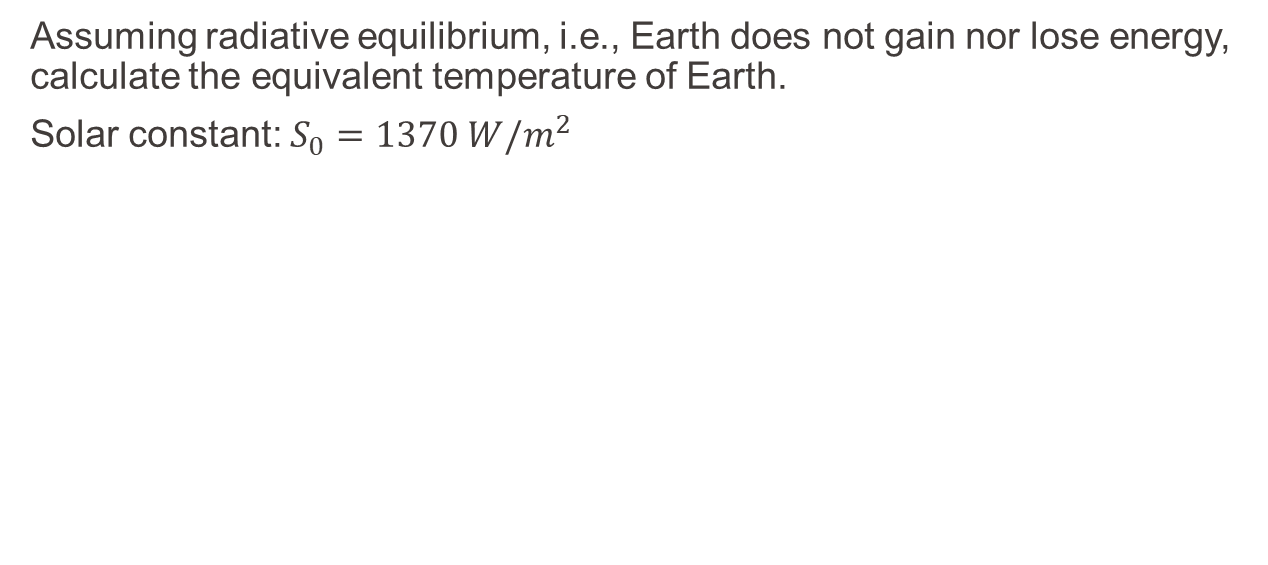 Assuming radiative equilibrium, i.e., Earth does not gain nor lose energy,
calculate the equivalent temperature of Earth.
Solar constant: 𝑆₀ = 1370 𝑊/𝑚²